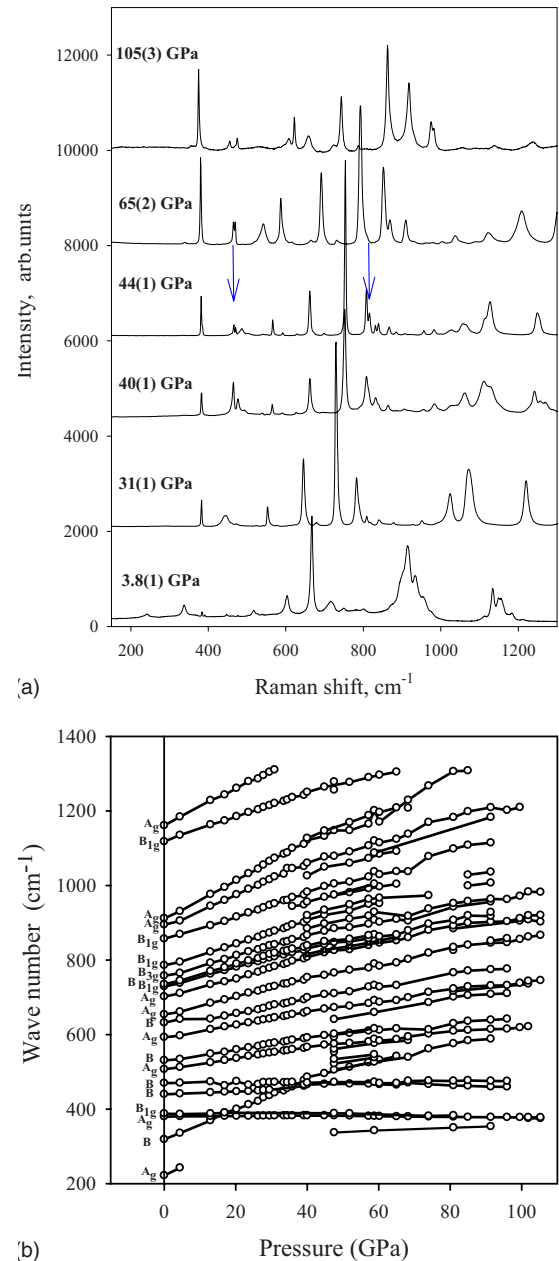 12000
105(3) GPa
10000
65(2) GPa
8000
44(1) GPa
6000
40(1) GPa
4000
31(1) GPa
2000
3.8(1) GPa
0
Intensity, arb.units
200 400 600 800 1000 1200
(a)
Raman shift, cm-1
1400
1200
1000
800
600
400
200
Wave number (cm-1)
Ag
B1g
Ag
Ag
B1g
B1g
B3g
B
B1g
Ag
Ag
B
Ag
B
Ag
B
B
B1g
Ag
B
Ag
0 20 40 60 80 100
(b)
Pressure (GPa)